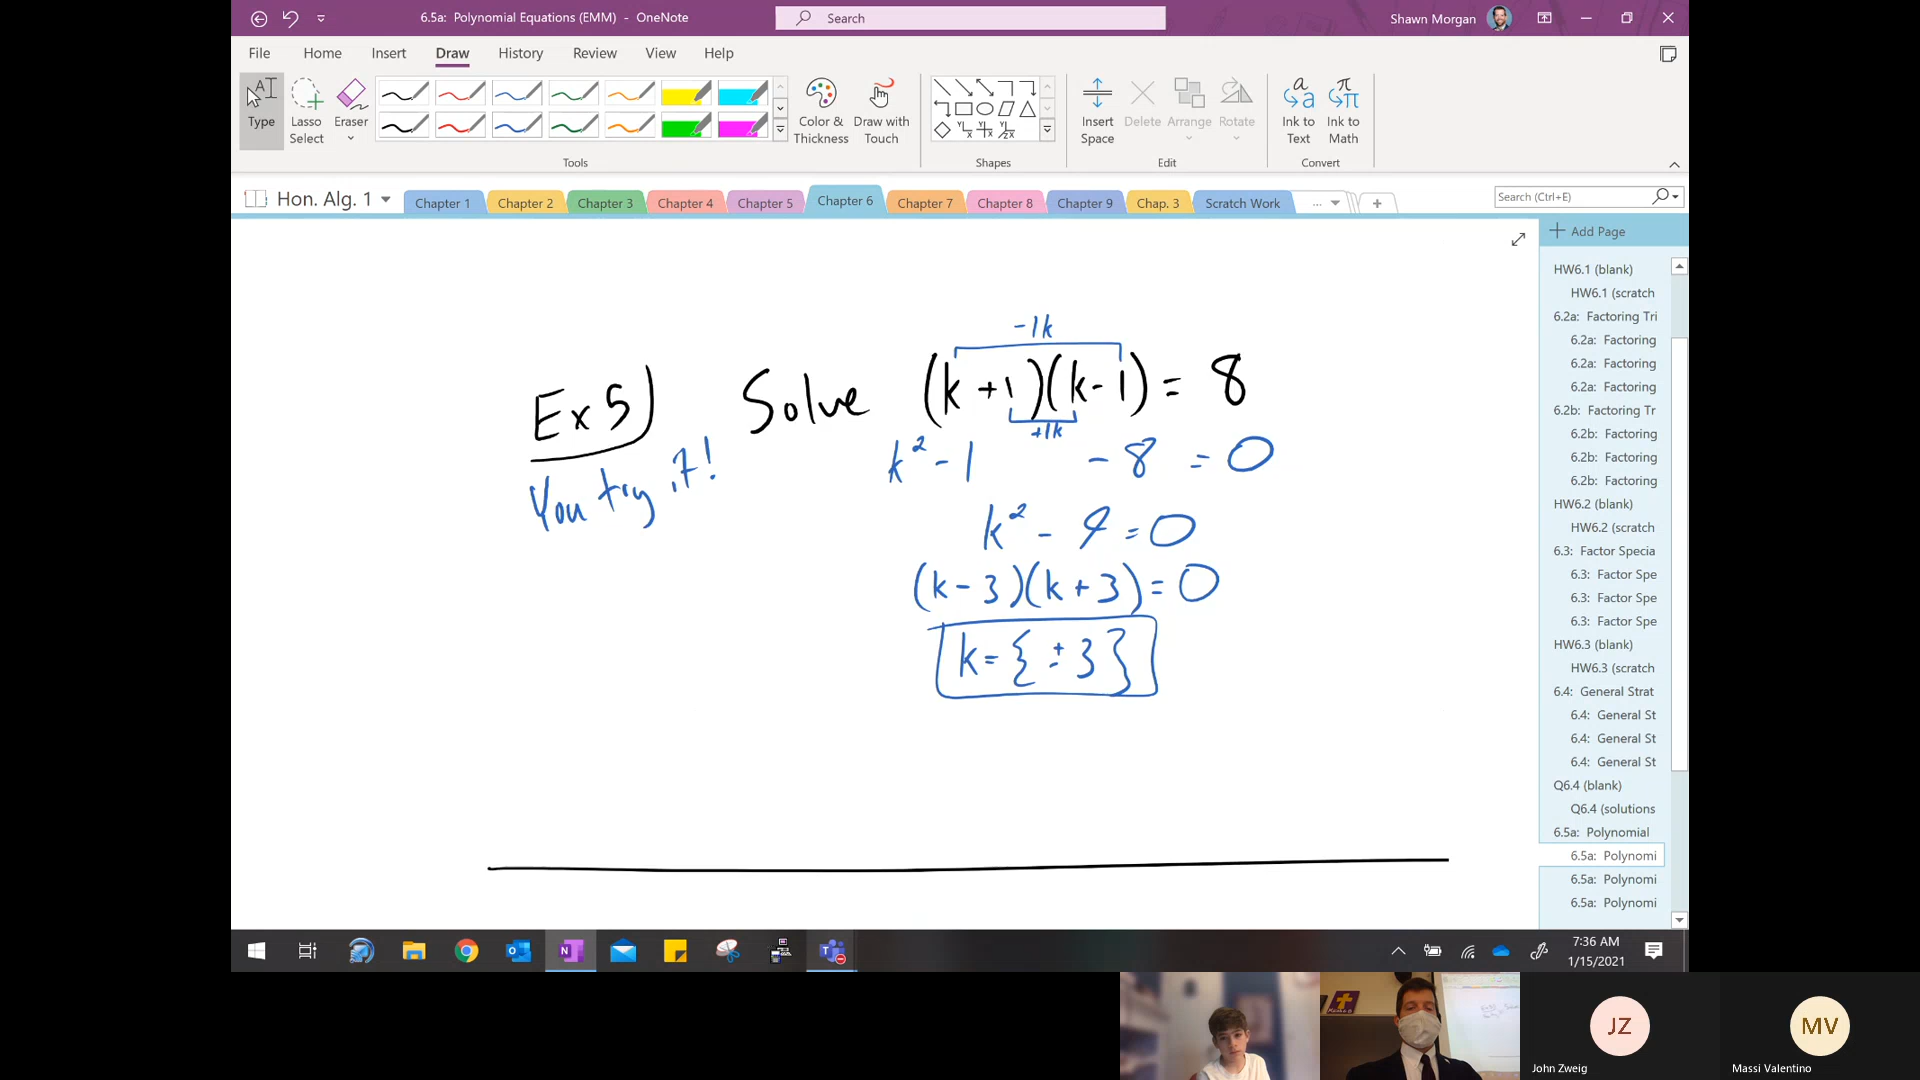 6.5a: Polynomial Equations (EMM) - OneNote
Search
Shawn Morgan
File Home Insert Draw History Review View Help
Type
Lasso Select
Eraser
Color & Thickness
Draw with Touch
Insert Space
Delete
Arrange
Rotate
Ink to Text
Ink to Math
Tools
Shapes
Edit
Convert
Hon. Alg. 1
Chapter 1
Chapter 2
Chapter 3
Chapter 4
Chapter 5
Chapter 6
Chapter 7
Chapter 8
Chapter 9
Chap. 3
Scratch Work
...
Search (Ctrl+E)
Add Page
HW6.1 (blank)
HW6.1 (scratch
6.2a: Factoring Tri
6.2a: Factoring
6.2a: Factoring
6.2a: Factoring
6.2b: Factoring Tr
6.2b: Factoring
6.2b: Factoring
6.2b: Factoring
HW6.2 (blank)
HW6.2 (scratch
6.3: Factor Specia
6.3: Factor Spe
6.3: Factor Spe
6.3: Factor Spe
HW6.3 (blank)
HW6.3 (scratch
6.4: General Strat
6.4: General St
6.4: General St
6.4: General St
Q6.4 (blank)
Q6.4 (solutions
6.5a: Polynomial
6.5a: Polynomi
6.5a: Polynomi
6.5a: Polynomi
-1k
Ex 5) Solve (k+1)(k-1) = 8
+1k
You try it!
k² - 1 - 8 = 0
k² - 9 = 0
(k-3)(k+3) = 0
k = {±3}
7:36 AM
1/15/2021
JZ
MV
John Zweig
Massi Valentino